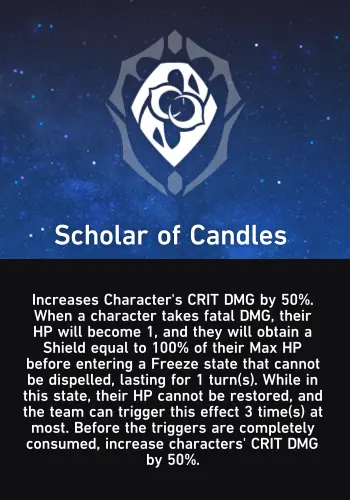 Scholar of Candles
Increases Character's CRIT DMG by 50%.
When a character takes fatal DMG, their
HP will become 1, and they will obtain a
Shield equal to 100% of their Max HP
before entering a Freeze state that cannot
be dispelled, lasting for 1 turn(s). While in
this state, their HP cannot be restored, and
the team can trigger this effect 3 time(s) at
most. Before the triggers are completely
consumed, increase characters' CRIT DMG
by 50%.